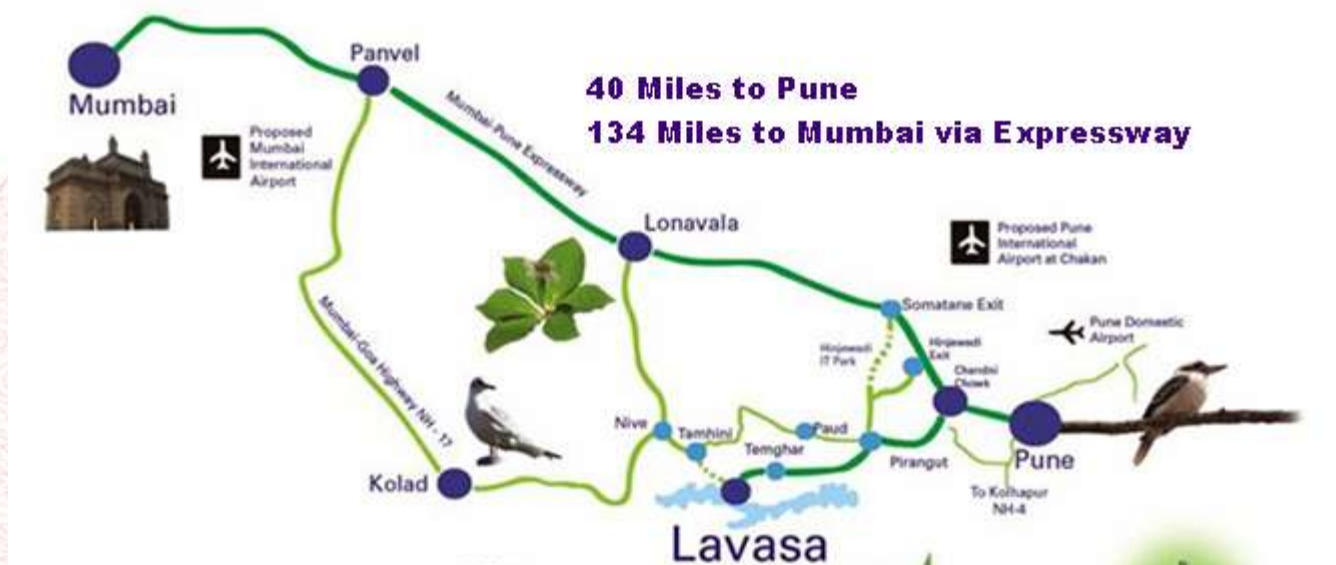 Mumbai
Panvel
Proposed
Mumbai
International
Airport
Mumbai-Pune Expressway
40 Miles to Pune
134 Miles to Mumbai via Expressway
Lonavala
Proposed Pune
International
Airport at Chakan
Somatane Exit
Pune Domestic
Airport
Hinjewadi
IT Park
Hinjewadi
Exit
Chandni
Chowk
Mumbai-Goa Highway NH - 17
Nive
Tamhini
Paud
Temghar
Pirangut
Pune
Kolad
To Kolhapur
NH-4
Lavasa